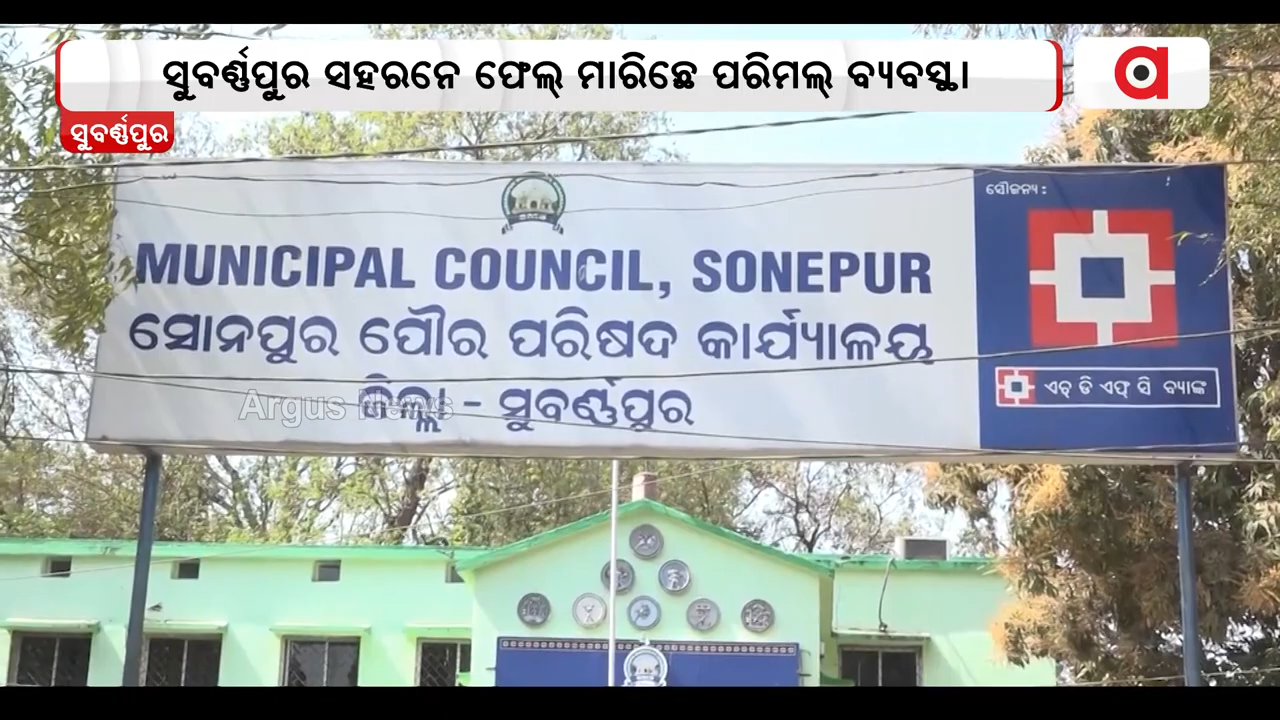 ସୁବର୍ଣ୍ଣପୁର ସହରନେ ଫେଲ୍ ମାରିଛେ ପରିମଲ୍ ବ୍ୟବସ୍ଥା
a
ସୁବର୍ଣ୍ଣପୁର
ସୌଜନ୍ୟ :
MUNICIPAL COUNCIL, SONEPUR
ସୋନପୁର ପୌର ପରିଷଦ କାର୍ଯ୍ୟାଳୟ
ଜିଲ୍ଲା - ସୁବର୍ଣ୍ଣପୁର
Argus News
ଏଚ୍ ଡି ଏଫ୍ ସି ବ୍ୟାଙ୍କ